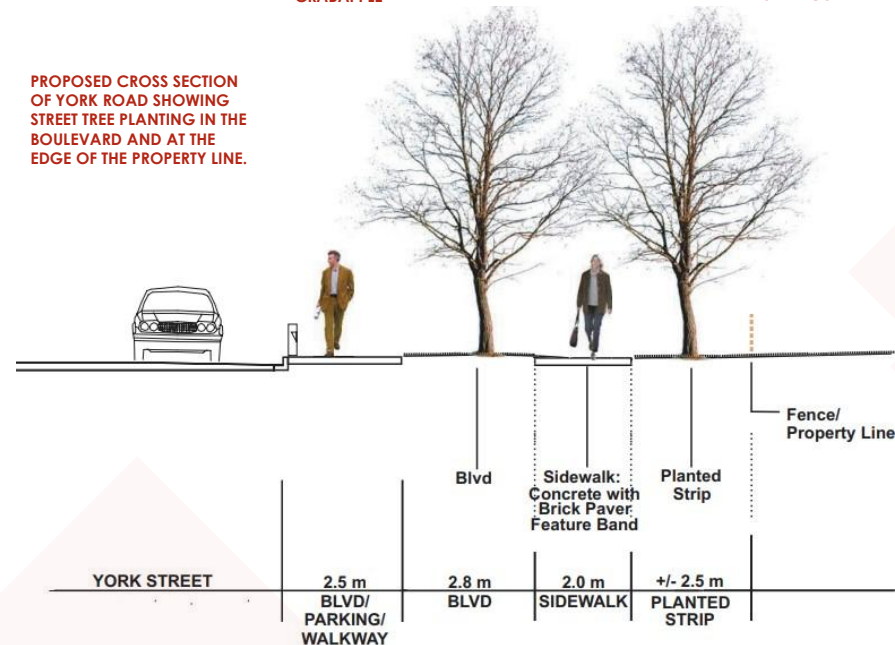 PROPOSED CROSS SECTION
OF YORK ROAD SHOWING
STREET TREE PLANTING IN THE
BOULEVARD AND AT THE
EDGE OF THE PROPERTY LINE.
Fence/
Property Line
Blvd
Sidewalk:
Concrete with
Brick Paver
Feature Band
Planted
Strip
YORK STREET
2.5 m
BLVD/
PARKING/
WALKWAY
2.8 m
BLVD
2.0 m
SIDEWALK
+/- 2.5 m
PLANTED
STRIP